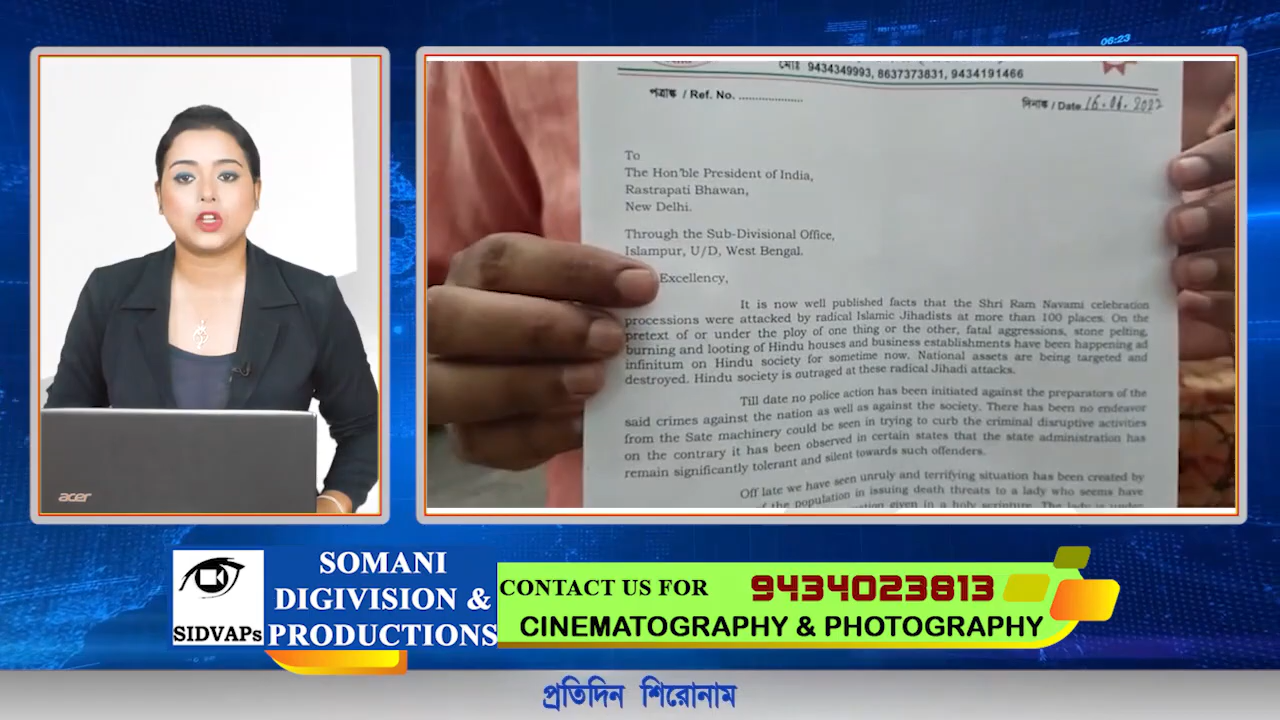 06:23
মোঃ 9434349993, 8637373831, 9434191466
পত্রাঙ্ক / Ref. No. ....................
দিনাঙ্ক / Date 16.06.2022
To
The Hon'ble President of India,
Rastrapati Bhawan,
New Delhi.
Through the Sub-Divisional Office,
Islampur, U/D, West Bengal.
Excellency,
It is now well published facts that the Shri Ram Navami celebration
processions were attacked by radical Islamic Jihadists at more than 100 places. On the
pretext of or under the ploy of one thing or the other, fatal aggressions, stone pelting,
burning and looting of Hindu houses and business establishments have been happening ad
infinitum on Hindu society for sometime now. National assets are being targeted and
destroyed. Hindu society is outraged at these radical Jihadi attacks.
Till date no police action has been initiated against the preparators of the
said crimes against the nation as well as against the society. There has been no endeavor
from the Sate machinery could be seen in trying to curb the criminal disruptive activities
on the contrary it has been observed in certain states that the state administration has
remain significantly tolerant and silent towards such offenders.
Off late we have seen unruly and terrifying situation has been created by
the population in issuing death threats to a lady who seems have
given in a holy scripture. The lady is under
acer
SIDVAPs
SOMANI
DIGIVISION &
PRODUCTIONS
CONTACT US FOR 9434023813
CINEMATOGRAPHY & PHOTOGRAPHY
প্রতিদিন শিরোনাম